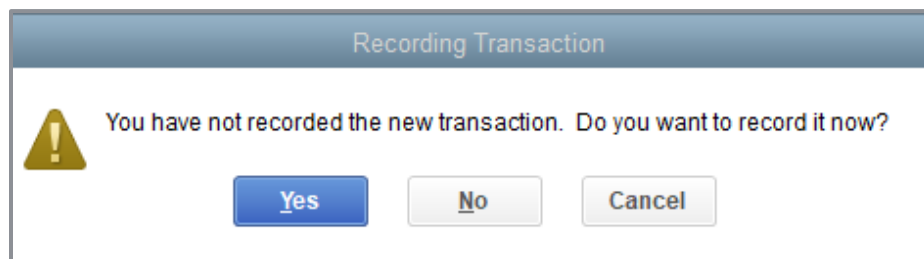 Recording Transaction
You have not recorded the new transaction.  Do you want to record it now?
Yes No Cancel